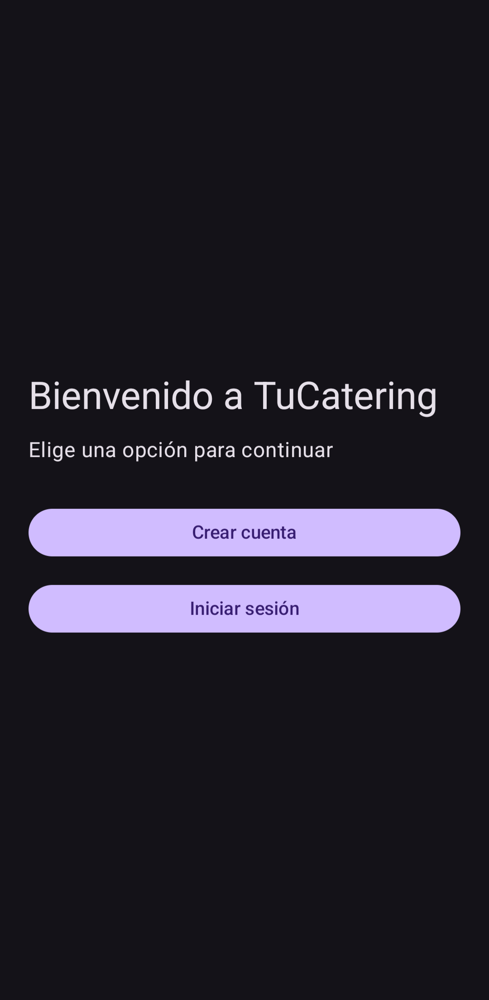 Bienvenido a TuCatering
Elige una opción para continuar
Crear cuenta
Iniciar sesión